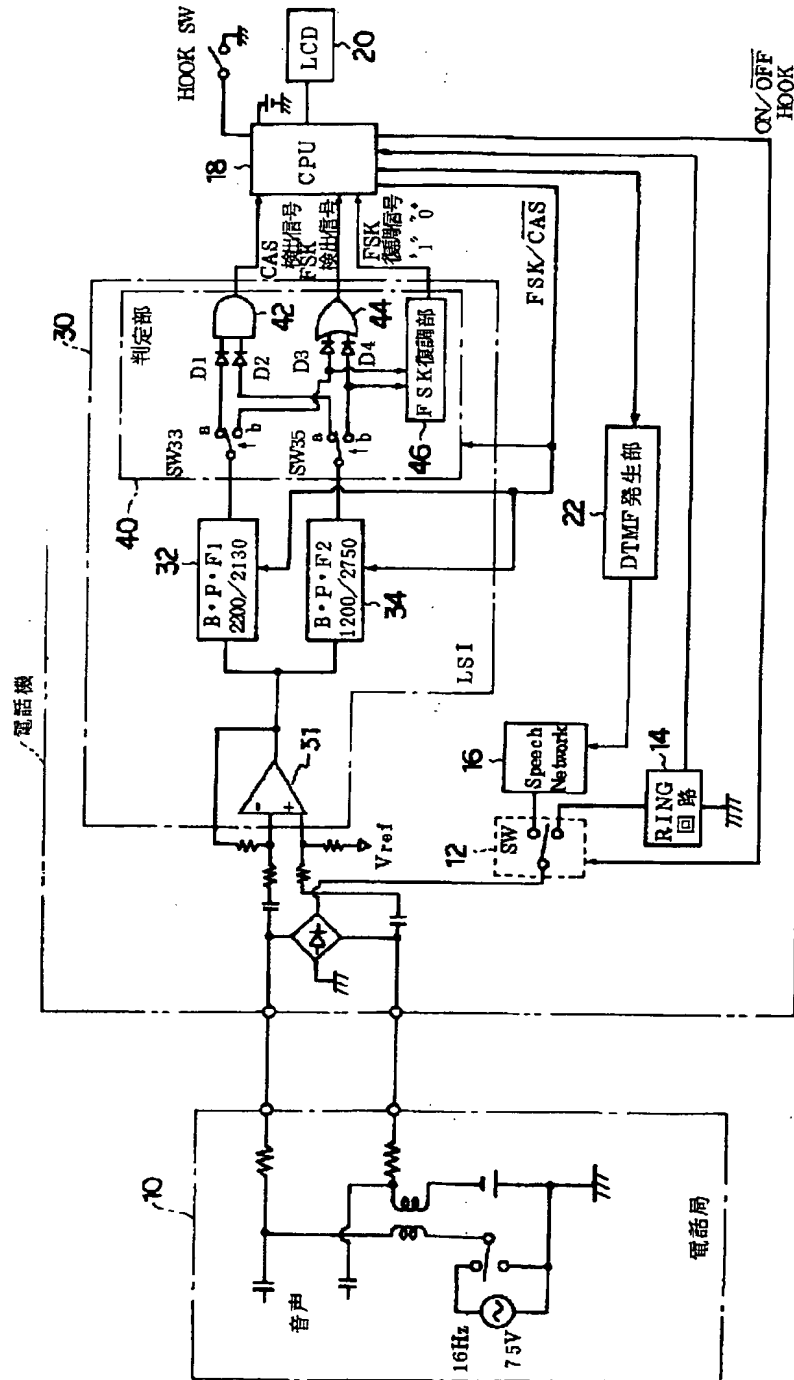 電話機
30
40
判定部
HOOK SW
18
CPU
LCD
20
SW33
a
b
D1
D2
42
CAS
検出信号
FSK
検出信号
FSK
復調信号
"1" "0"
32
B・P・F1
2200/2130
SW35
a
b
D3
D4
44
FSK復調部
46
B・P・F2
1200/2750
34
LSI
31
Vref
FSK/CAS
ON/OFF
HOOK
16
Speech
Network
22
DTMF発生部
12
SW
14
RING
回路
10
音声
16Hz
75V
電話局